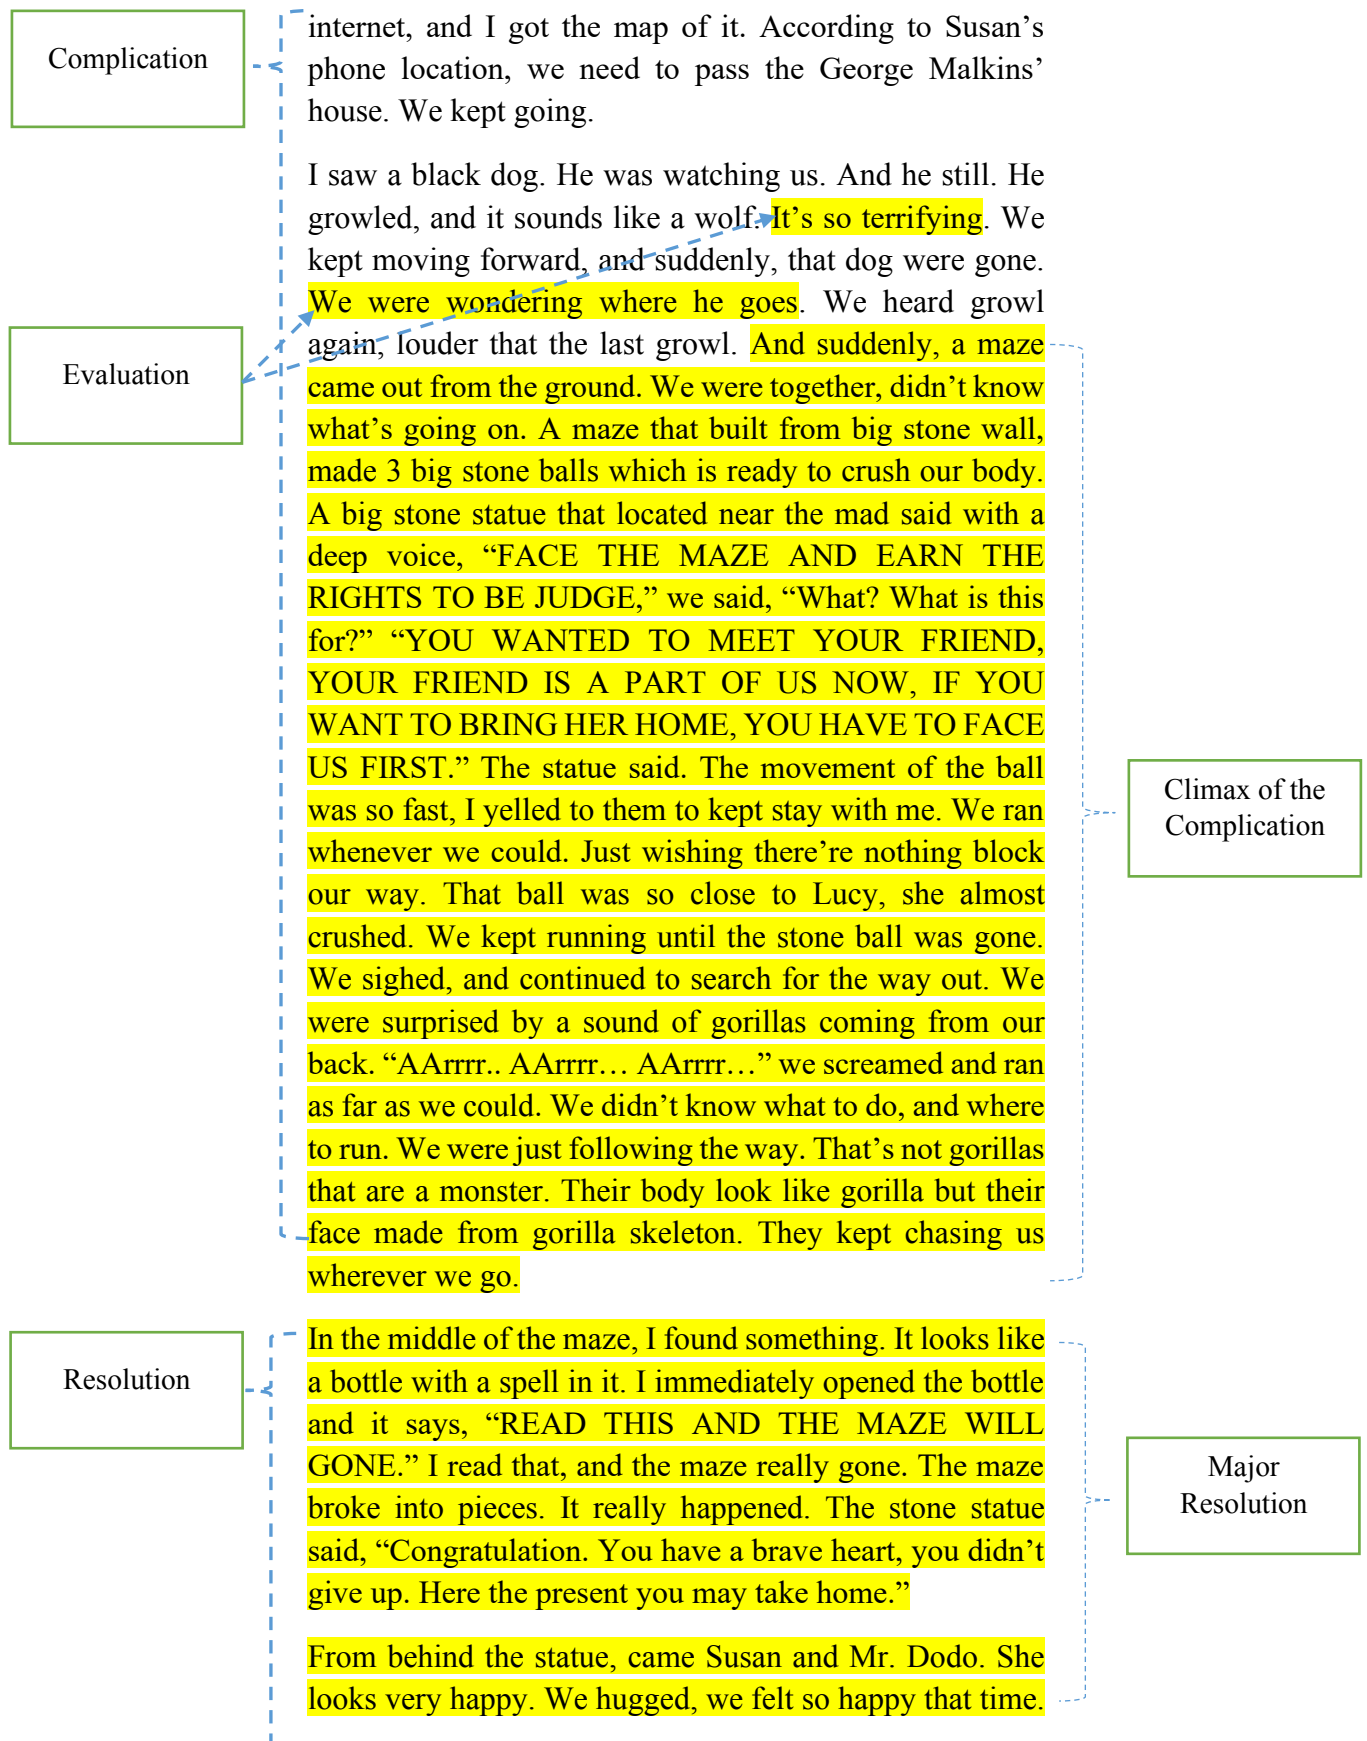 Complication
internet, and I got the map of it. According to Susan’s
phone location, we need to pass the George Malkins’
house. We kept going.
I saw a black dog. He was watching us. And he still. He
growled, and it sounds like a wolf. It’s so terrifying. We
kept moving forward, and suddenly, that dog were gone.
We were wondering where he goes. We heard growl
again, louder that the last growl. And suddenly, a maze
came out from the ground. We were together, didn’t know
what’s going on. A maze that built from big stone wall,
made 3 big stone balls which is ready to crush our body.
A big stone statue that located near the mad said with a
deep voice, “FACE THE MAZE AND EARN THE
RIGHTS TO BE JUDGE,” we said, “What? What is this
for?” “YOU WANTED TO MEET YOUR FRIEND,
YOUR FRIEND IS A PART OF US NOW, IF YOU
WANT TO BRING HER HOME, YOU HAVE TO FACE
US FIRST.” The statue said. The movement of the ball
was so fast, I yelled to them to kept stay with me. We ran
whenever we could. Just wishing there’re nothing block
our way. That ball was so close to Lucy, she almost
crushed. We kept running until the stone ball was gone.
We sighed, and continued to search for the way out. We
were surprised by a sound of gorillas coming from our
back. “AArrrr.. AArrrr… AArrrr…” we screamed and ran
as far as we could. We didn’t know what to do, and where
to run. We were just following the way. That’s not gorillas
that are a monster. Their body look like gorilla but their
face made from gorilla skeleton. They kept chasing us
wherever we go.
Evaluation
Climax of the
Complication
In the middle of the maze, I found something. It looks like
a bottle with a spell in it. I immediately opened the bottle
and it says, “READ THIS AND THE MAZE WILL
GONE.” I read that, and the maze really gone. The maze
broke into pieces. It really happened. The stone statue
said, “Congratulation. You have a brave heart, you didn’t
give up. Here the present you may take home.”
From behind the statue, came Susan and Mr. Dodo. She
looks very happy. We hugged, we felt so happy that time.
Resolution
Major
Resolution